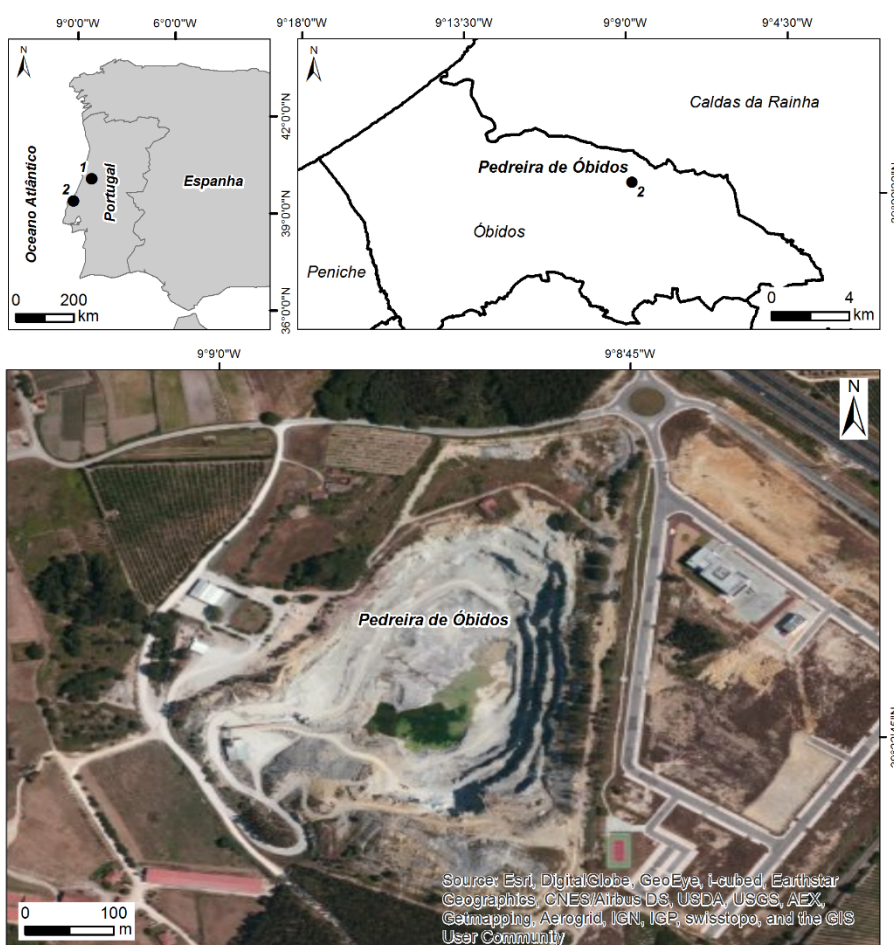 9°0'0"W 6°0'0"W
N
42°0'0"N
39°0'0"N
36°0'0"N
Oceano Atlântico
1
2
Portugal
Espanha
0 200
km
9°18'0"W 9°13'30"W 9°9'0"W 9°4'30"W
N
Caldas da Rainha
Pedreira de Óbidos
2
Óbidos
Peniche
0 4
km
9°9'0"W 9°8'45"W
N
Pedreira de Óbidos
0 100
m
Source: Esri, DigitalGlobe, GeoEye, i-cubed, Earthstar
Geographics, CNES/Airbus DS, USDA, USGS, AEX,
Getmapping, Aerogrid, IGN, IGP, swisstopo, and the GIS
User Community